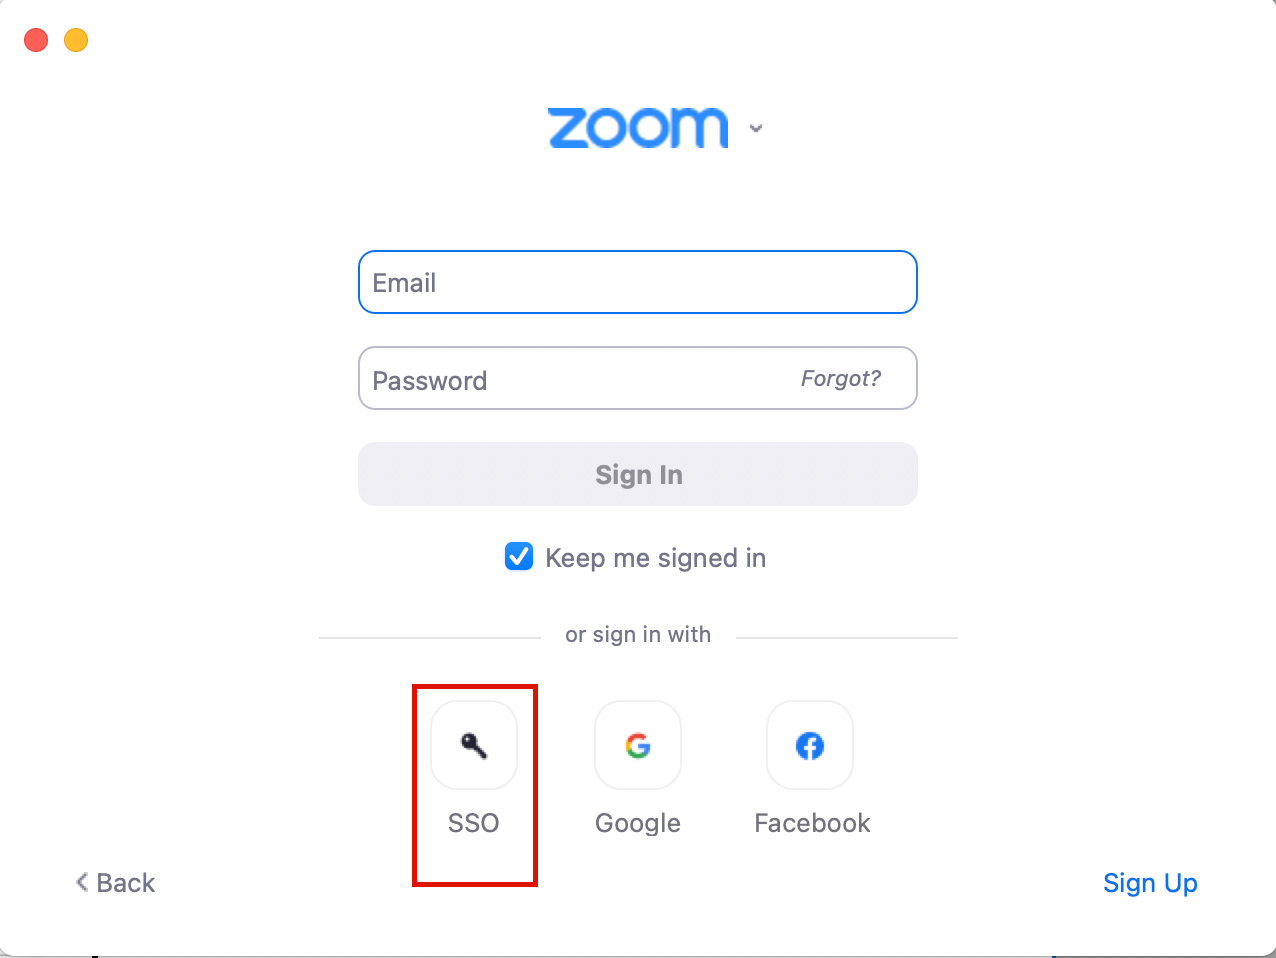 zoom
Email
Password Forgot?
Sign In
Keep me signed in
or sign in with
SSO Google Facebook
Back Sign Up